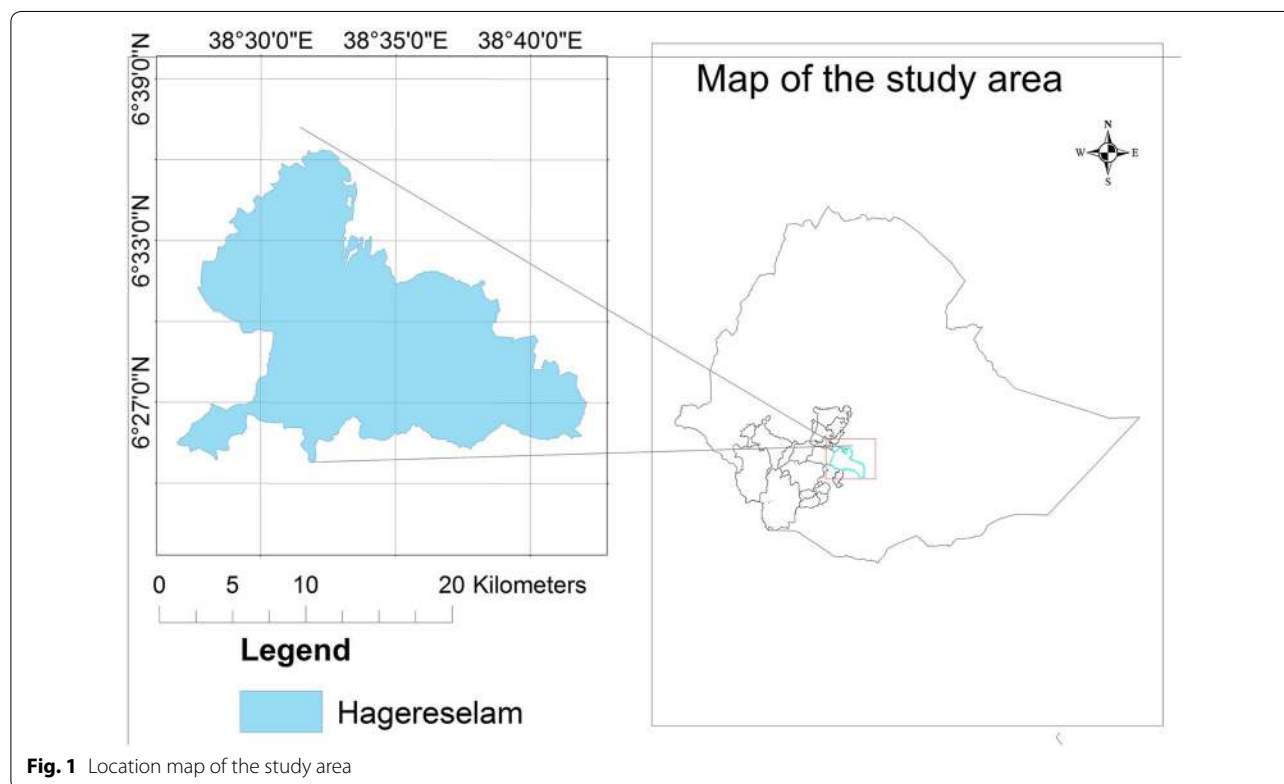 38°30'0"E 38°35'0"E 38°40'0"E
6°39'0"N
6°33'0"N
6°27'0"N
0 5 10 20 Kilometers
Legend
Hagereselam
Map of the study area
N
W E
S
Fig. 1 Location map of the study area